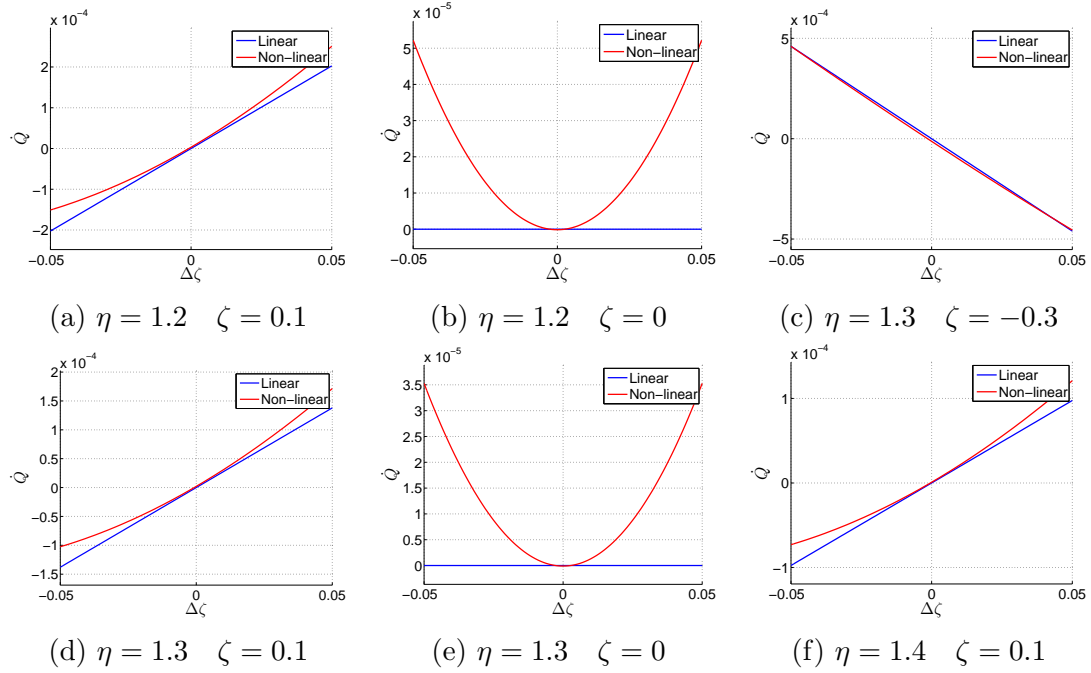 x 10⁻⁴
Linear
Non−linear
2
1
0
−1
−2
Q̇
−0.05 0 0.05
Δζ
(a) η = 1.2 ζ = 0.1
x 10⁻⁵
Linear
Non−linear
5
4
3
2
1
0
Q̇
−0.05 0 0.05
Δζ
(b) η = 1.2 ζ = 0
x 10⁻⁴
Linear
Non−linear
5
0
−5
Q̇
−0.05 0 0.05
Δζ
(c) η = 1.3 ζ = −0.3
x 10⁻⁴
Linear
Non−linear
2
1.5
1
0.5
0
−0.5
−1
−1.5
Q̇
−0.05 0 0.05
Δζ
(d) η = 1.3 ζ = 0.1
x 10⁻⁵
Linear
Non−linear
3.5
3
2.5
2
1.5
1
0.5
0
Q̇
−0.05 0 0.05
Δζ
(e) η = 1.3 ζ = 0
x 10⁻⁴
Linear
Non−linear
1
0
−1
Q̇
−0.05 0 0.05
Δζ
(f) η = 1.4 ζ = 0.1